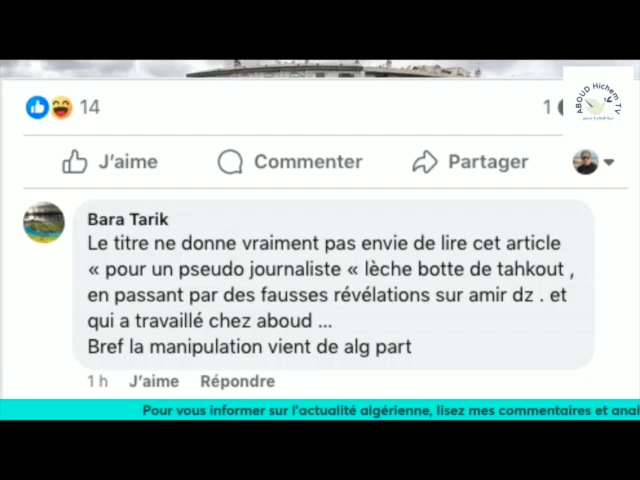 14
1
ABOUD Hichem TV
J'aime
Commenter
Partager
Bara Tarik
Le titre ne donne vraiment pas envie de lire cet article
« pour un pseudo journaliste « lèche botte de tahkout ,
en passant par des fausses révélations sur amir dz . et
qui a travaillé chez aboud ...
Bref la manipulation vient de alg part
1 h J'aime Répondre
Pour vous informer sur l'actualité algérienne, lisez mes commentaires et anal